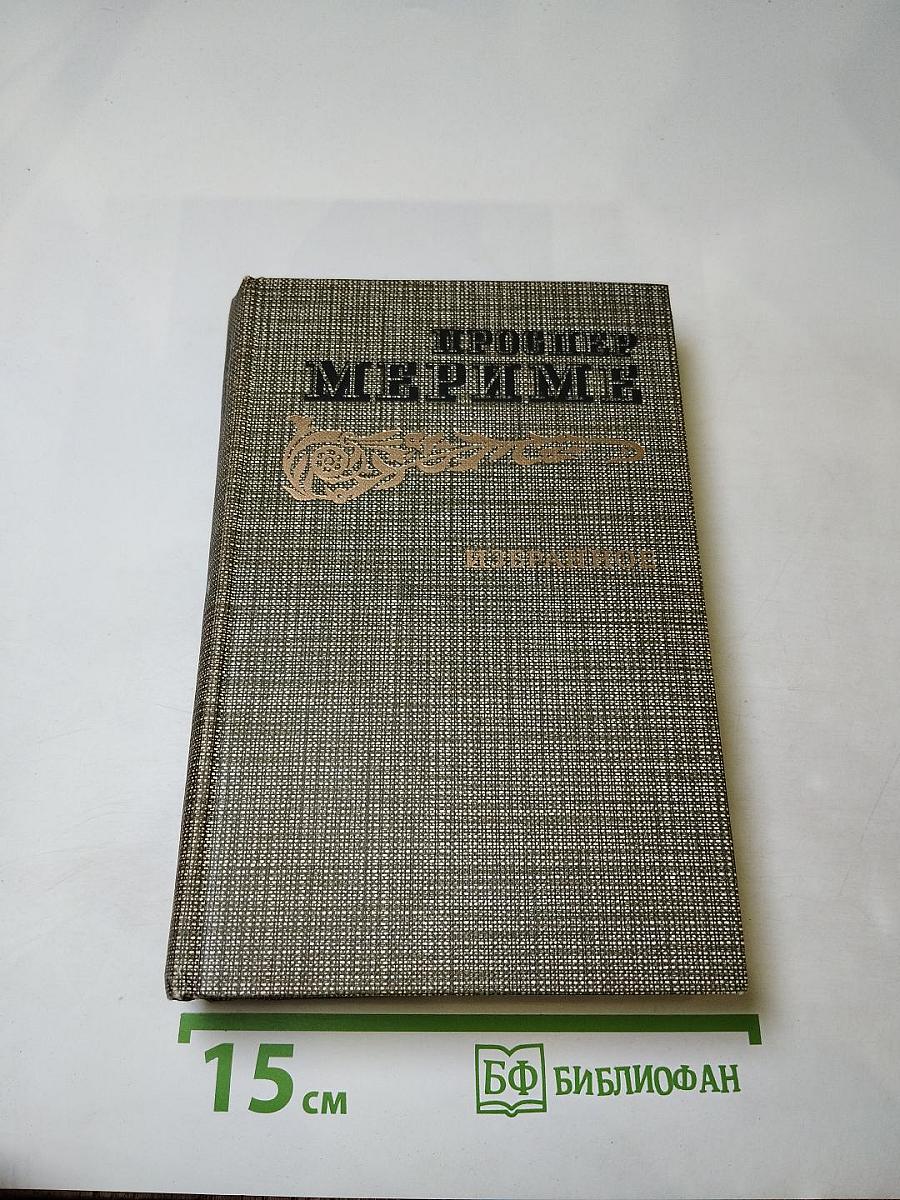 ПРОСПЕР
МЕРИМЕ
ИЗБРАННОЕ
15 см
БФ БИБЛИОФАН